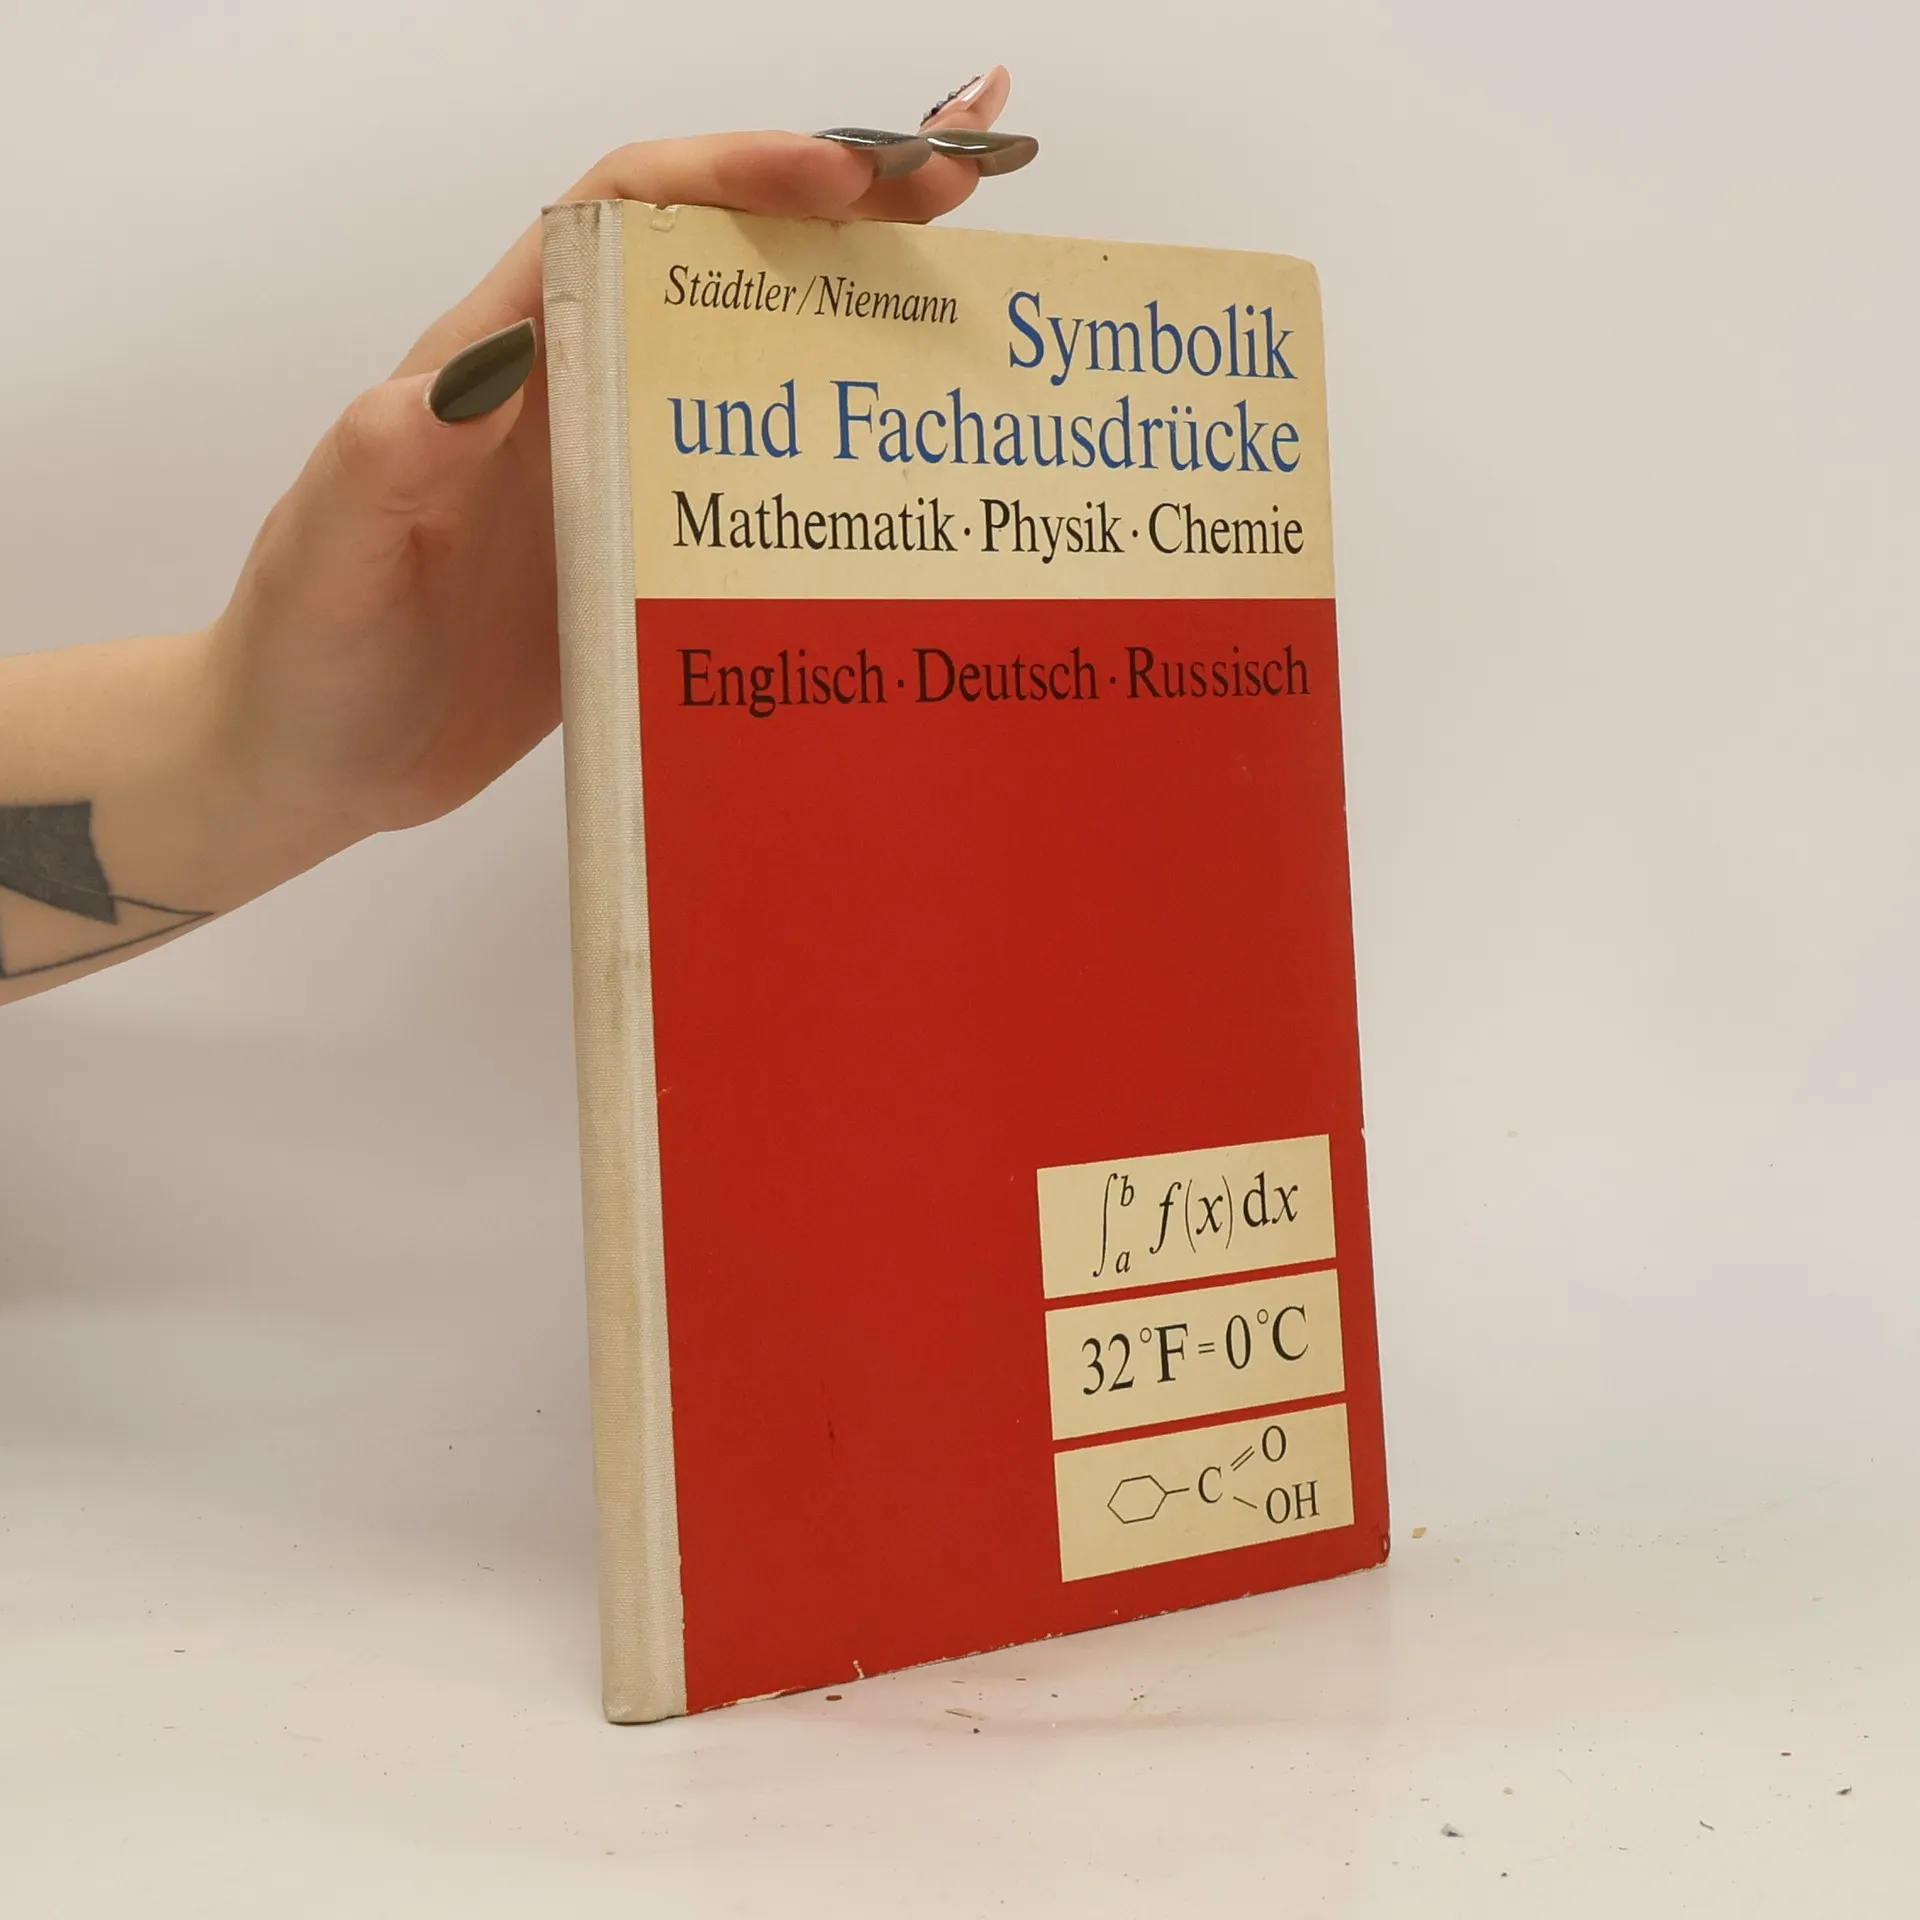 Städtler/Niemann
Symbolik
und Fachausdrücke
Mathematik · Physik · Chemie
Englisch · Deutsch · Russisch
∫ₐᵇ f(x) dx
32°F = 0°C
C
O
OH